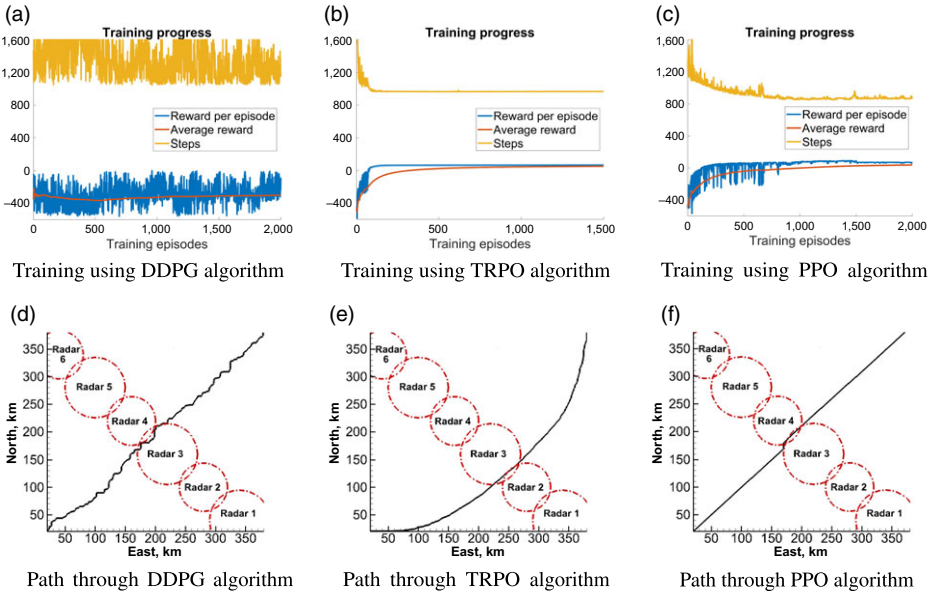 (a)
Training progress
1,600
1,200
800
400
0
−400
Reward per episode
Average reward
Steps
0 500 1,000 1,500 2,000
Training episodes
Training using DDPG algorithm
(b)
Training progress
1,600
1,200
800
400
0
−400
Reward per episode
Average reward
Steps
0 500 1,000 1,500
Training episodes
Training using TRPO algorithm
(c)
Training progress
1,600
1,200
800
400
0
−400
Reward per episode
Average reward
Steps
0 500 1,000 1,500 2,000
Training episodes
Training using PPO algorithm
(d)
North, km
350
300
250
200
150
100
50
Radar
6
Radar 5
Radar 4
Radar 3
Radar 2
Radar 1
50 100 150 200 250 300 350
East, km
Path through DDPG algorithm
(e)
North, km
350
300
250
200
150
100
50
Radar
6
Radar 5
Radar 4
Radar 3
Radar 2
Radar 1
50 100 150 200 250 300 350
East, km
Path through TRPO algorithm
(f)
North, km
350
300
250
200
150
100
50
Radar
6
Radar 5
Radar 4
Radar 3
Radar 2
Radar 1
50 100 150 200 250 300 350
East, km
Path through PPO algorithm